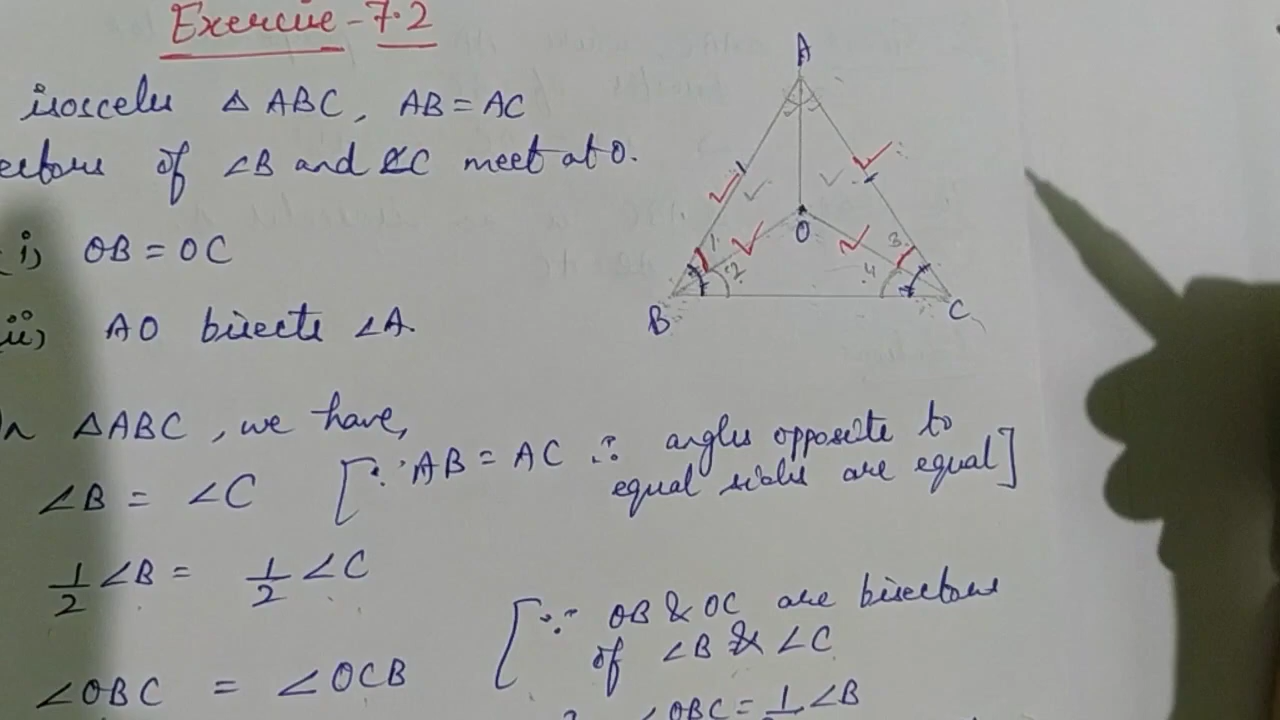 Exercise-7.2
isosceles △ ABC, AB = AC
ectors of ∠B and ∠C meet at O.
(i) OB = OC
ii) AO bisects ∠A.
In △ABC, we have,
∠B = ∠C [∵ AB = AC ∴ angles opposite to
equal sides are equal]
1/2 ∠B = 1/2 ∠C
[∵ OB & OC are bisectors
of ∠B & ∠C
∠OBC = ∠OCB
∠OBC = 1/2 ∠B
A
1
2
O
3
4
B
C